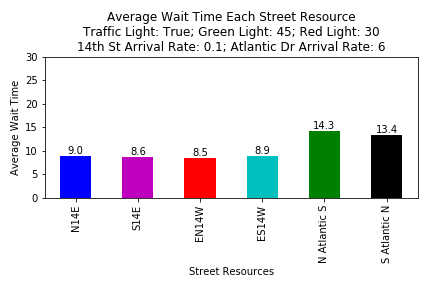 Average Wait Time Each Street Resource
Traffic Light: True; Green Light: 45; Red Light: 30
14th St Arrival Rate: 0.1; Atlantic Dr Arrival Rate: 6
Average Wait Time
30
25
20
15
10
5
0
9.0
8.6
8.5
8.9
14.3
13.4
N14E
S14E
EN14W
ES14W
N Atlantic S
S Atlantic N
Street Resources